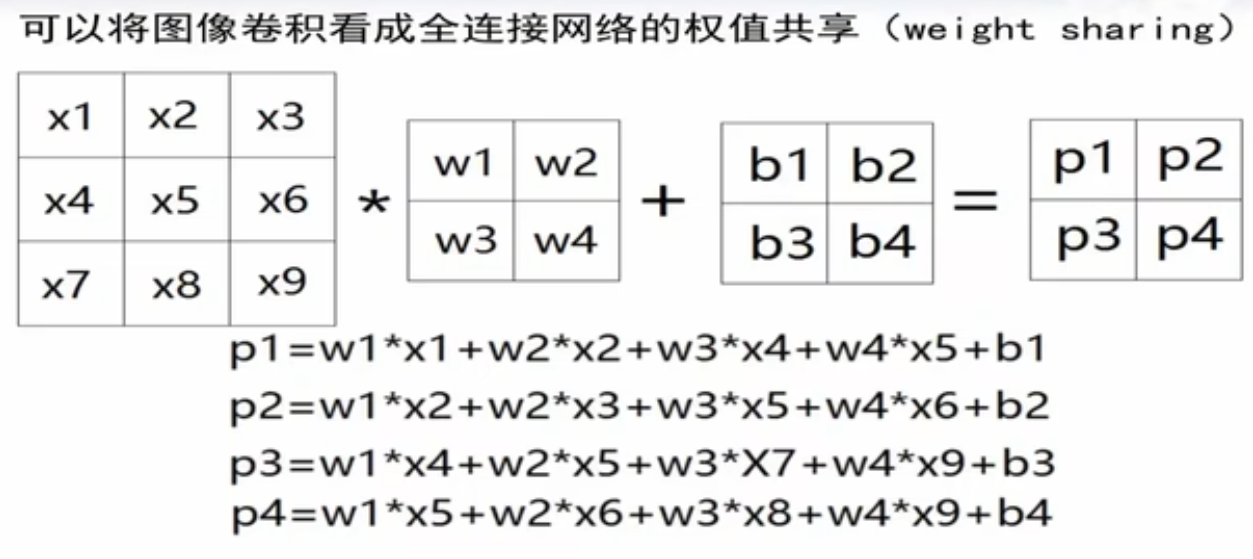 可以将图像卷积看成全连接网络的权值共享（weight sharing）
x1 x2 x3
x4 x5 x6
x7 x8 x9
*
w1 w2
w3 w4
+
b1 b2
b3 b4
=
p1 p2
p3 p4
p1=w1*x1+w2*x2+w3*x4+w4*x5+b1
p2=w1*x2+w2*x3+w3*x5+w4*x6+b2
p3=w1*x4+w2*x5+w3*X7+w4*x9+b3
p4=w1*x5+w2*x6+w3*x8+w4*x9+b4